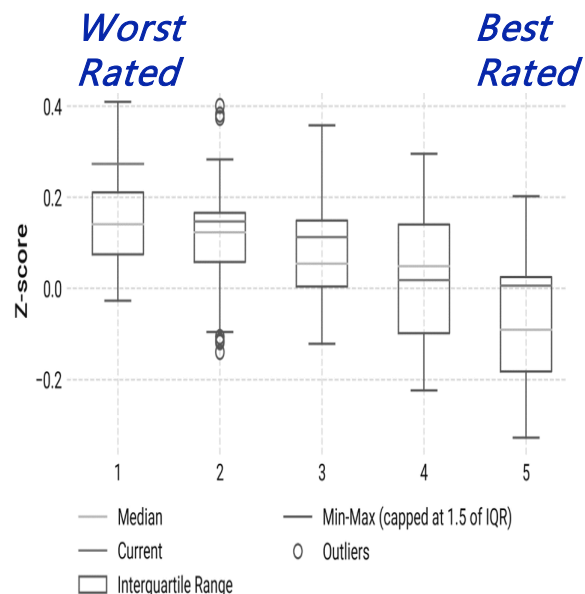 Worst
Rated
Best
Rated
0.4
0.2
0.0
-0.2
Z-score
1 2 3 4 5
Median
Min-Max (capped at 1.5 of IQR)
Current
Outliers
Interquartile Range